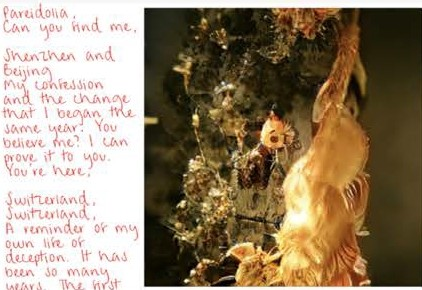 Pareidolia,
Can you find me,
Shenzhen and
Beijing
My confession
and the change
that I began the
same year. You
believe me? I can
prove it to you.
You're here,
Switzerland,
Switzerland,
A reminder of my
own life of
deception. It has
been so many
years. The first